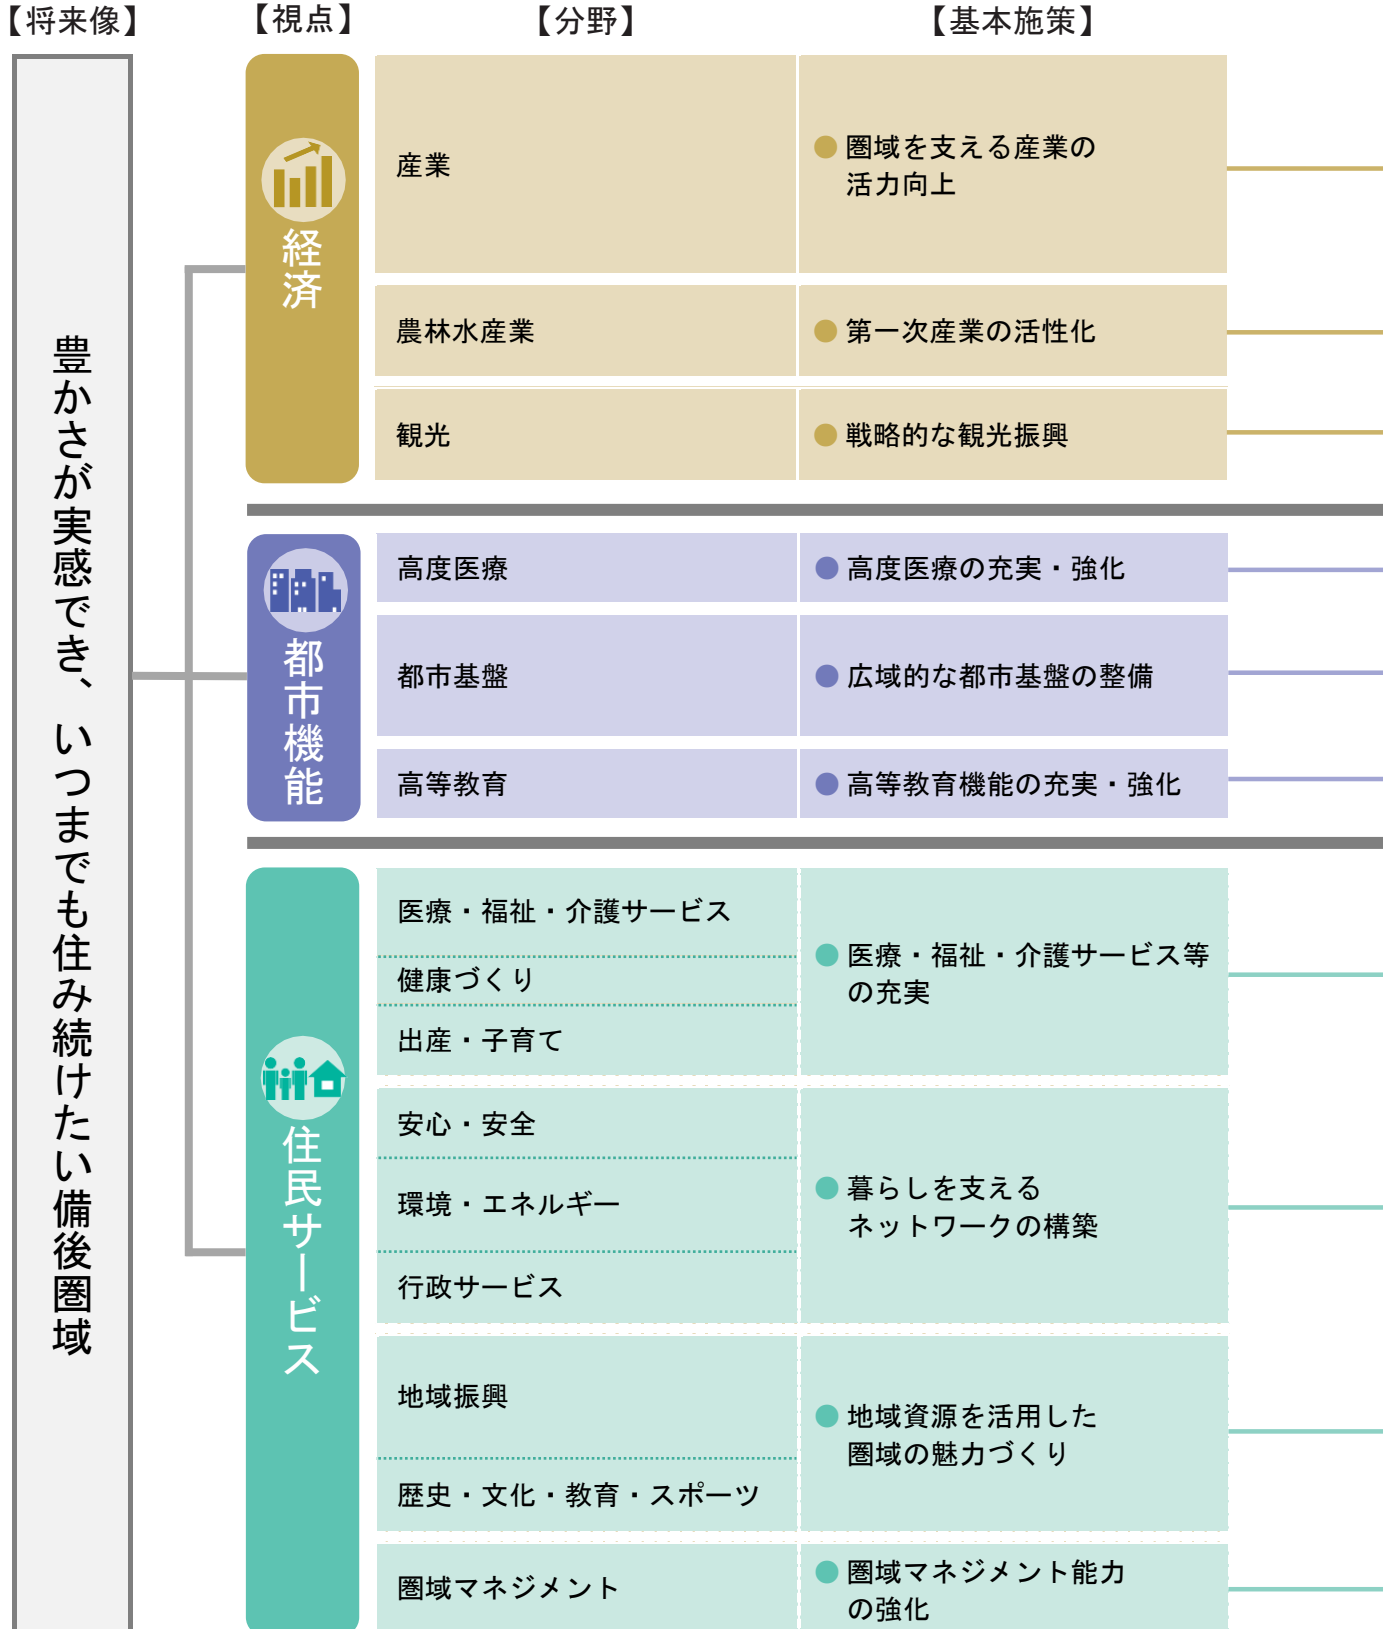 【将来像】
【視点】
【分野】
【基本施策】
豊かさが実感でき、いつまでも住み続けたい備後圏域
経済
産業
● 圏域を支える産業の
活力向上
農林水産業
● 第一次産業の活性化
観光
● 戦略的な観光振興
都市機能
高度医療
● 高度医療の充実・強化
都市基盤
● 広域的な都市基盤の整備
高等教育
● 高等教育機能の充実・強化
住民サービス
医療・福祉・介護サービス
健康づくり
出産・子育て
● 医療・福祉・介護サービス等
の充実
安心・安全
環境・エネルギー
行政サービス
● 暮らしを支える
ネットワークの構築
地域振興
歴史・文化・教育・スポーツ
● 地域資源を活用した
圏域の魅力づくり
圏域マネジメント
● 圏域マネジメント能力
の強化